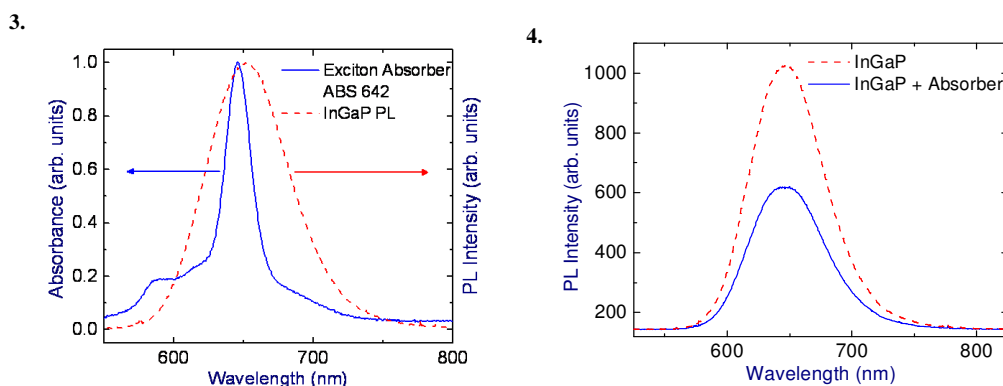 3.
1.0
0.8
0.6
0.4
0.2
0.0
Absorbance (arb. units)
Exciton Absorber
ABS 642
InGaP PL
PL Intensity (arb. units)
600
700
800
Wavelength (nm)
4.
1000
800
600
400
200
PL Intensity (arb. units)
InGaP
InGaP + Absorber
600
700
800
Wavelength (nm)